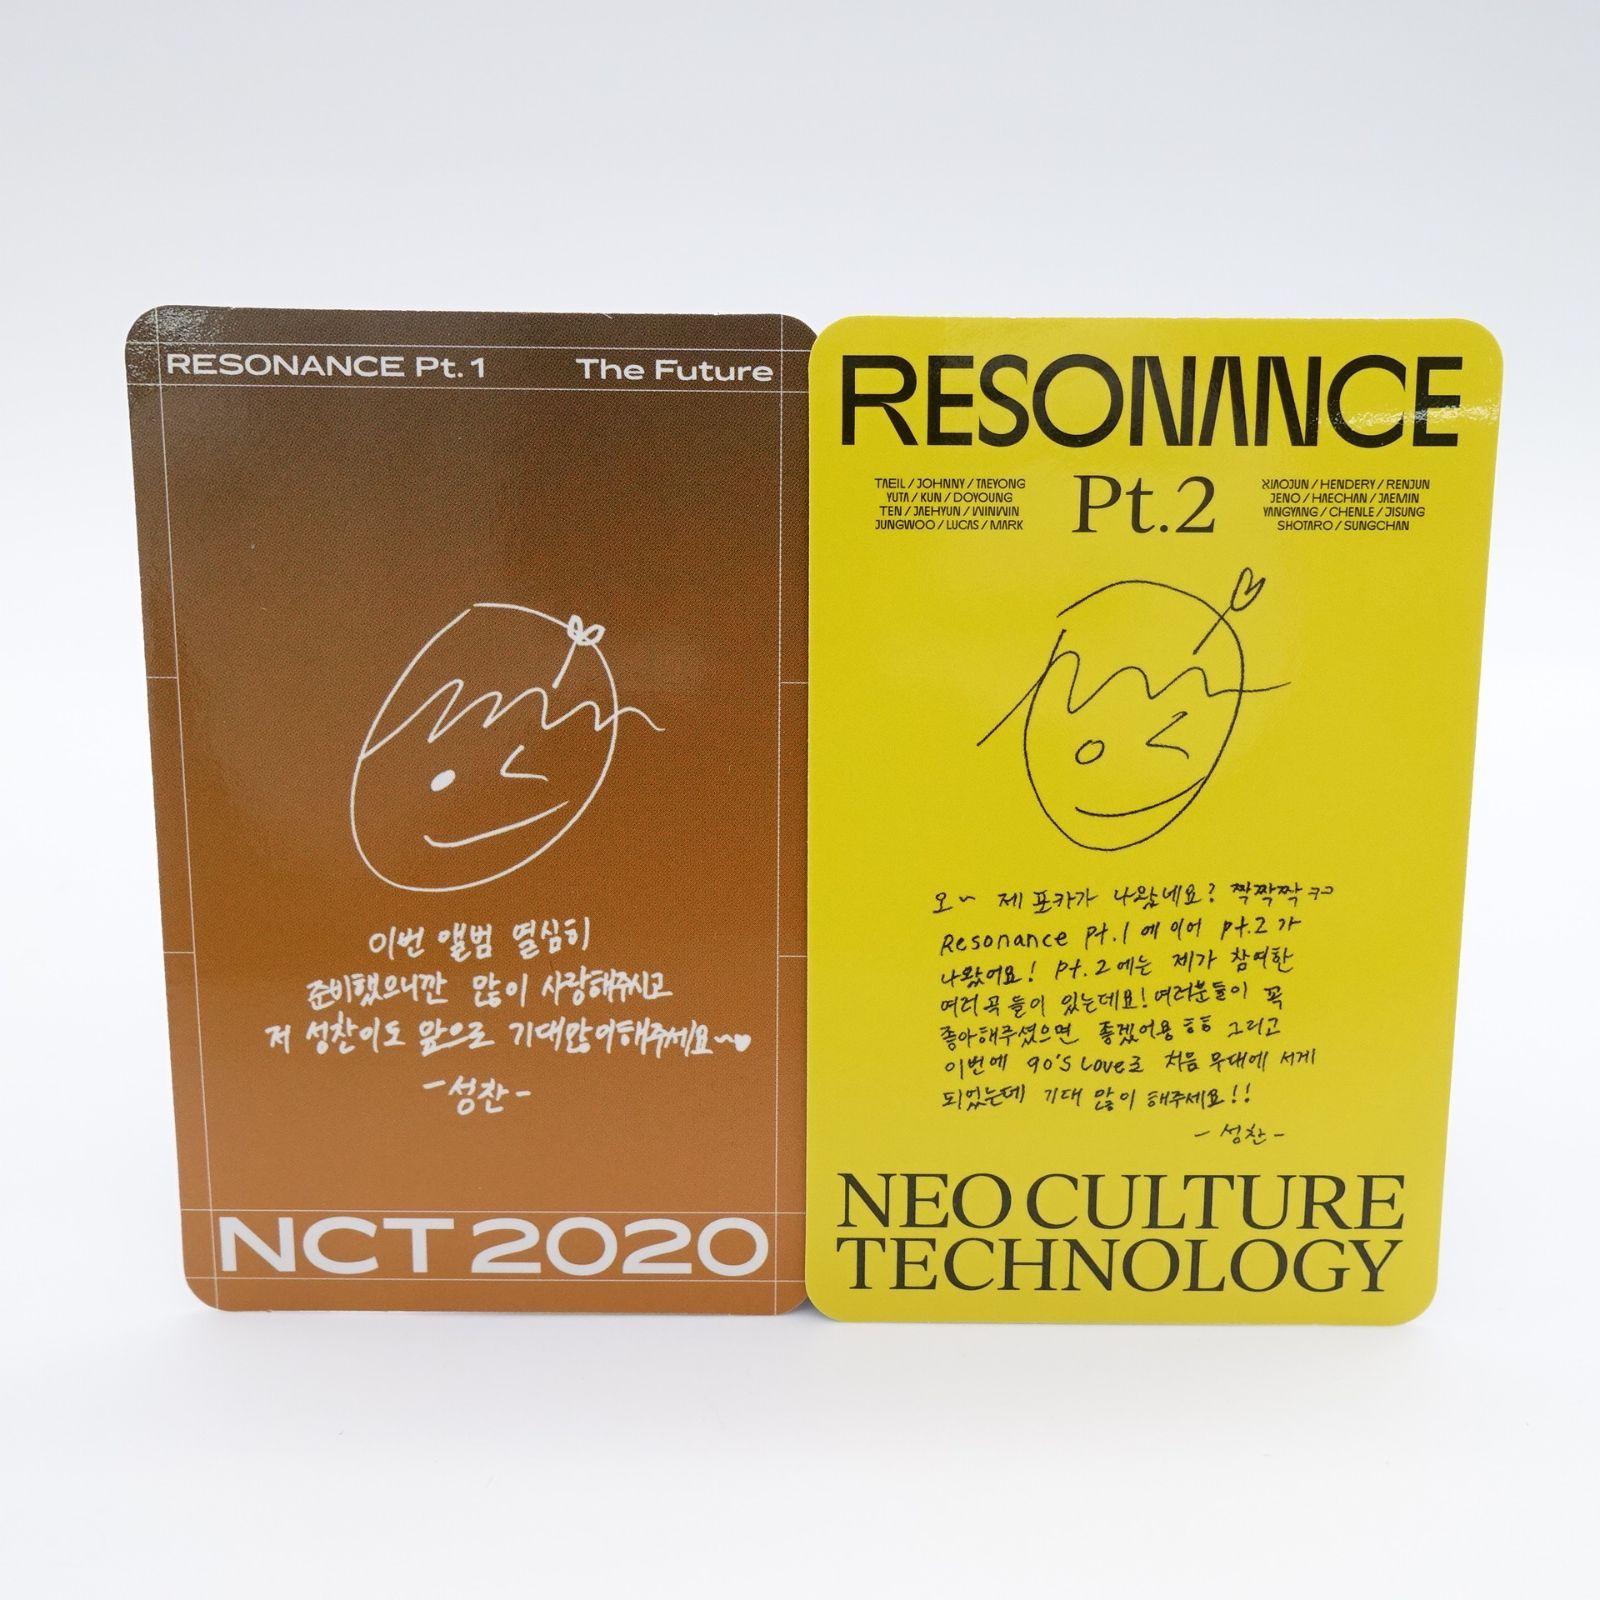 RESONANCE Pt. 1
The Future
이번 앨범 열심히
준비했으니깐 많이 사랑해주시고
저 성찬이도 앞으로 기대많이해주세요~♥
-성찬-
NCT 2020
RESONANCE
Pt.2
TAEIL / JOHNNY / TAEYONG
YUTA / KUN / DOYOUNG
TEN / JAEHYUN / WINWIN
JUNGWOO / LUCAS / MARK
XIAOJUN / HENDERY / RENJUN
JENO / HAECHAN / JAEMIN
YANGYANG / CHENLE / JISUNG
SHOTARO / SUNGCHAN
오~ 제 포카가 나왔네요? 짝짝짝ㅋㅋ
Resonance Pt.1에 이어 pt.2가
나왔어요! pt.2에는 제가 참여한
여러곡들이 있는데요! 여러분들이 꼭
좋아해주셨으면 좋겠어용 ㅎㅎ 그리고
이번에 90's Love로 처음 무대에 서게
되었는데 기대 많이 해주세요!!
-성찬-
NEO CULTURE
TECHNOLOGY